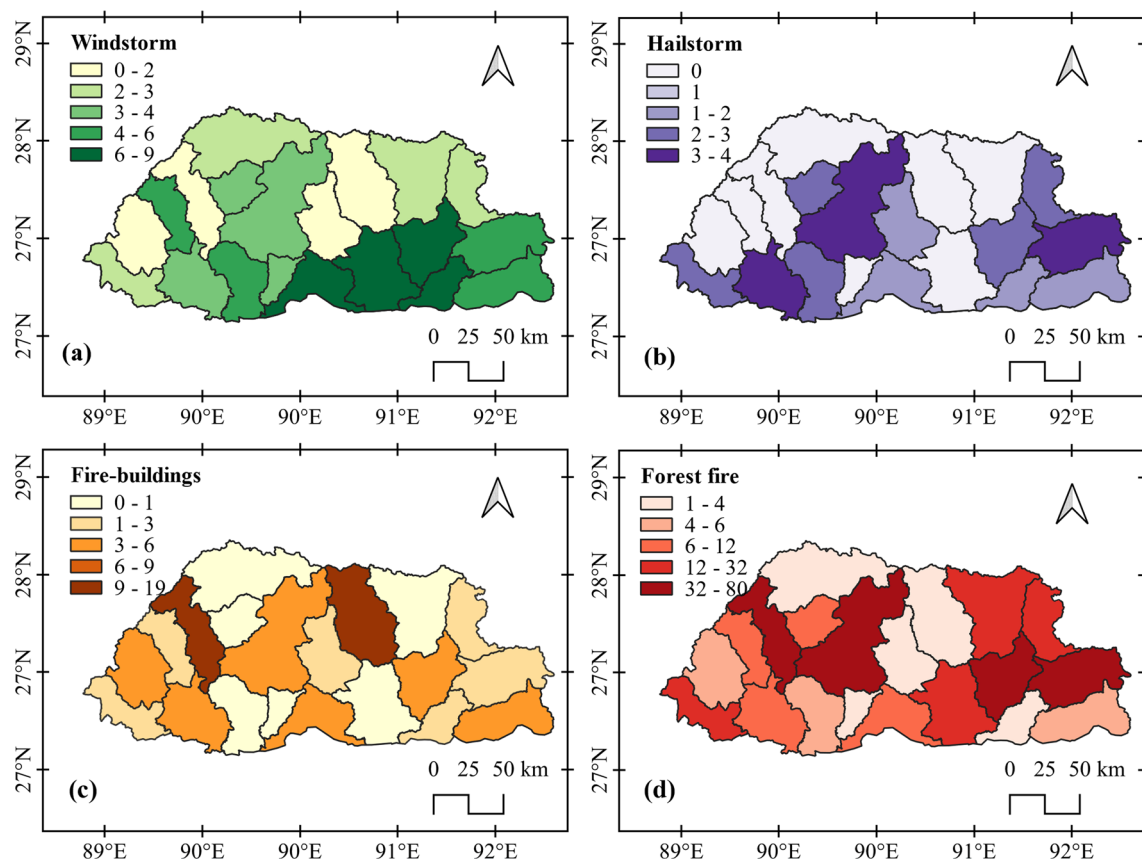 Windstorm
0 - 2
2 - 3
3 - 4
4 - 6
6 - 9
29°N
28°N
27°N
27°N
(a)
0 25 50 km
89°E 90°E 90°E 91°E 92°E
Hailstorm
0
1
1 - 2
2 - 3
3 - 4
29°N
28°N
27°N
27°N
(b)
0 25 50 km
89°E 90°E 90°E 91°E 92°E
Fire-buildings
0 - 1
1 - 3
3 - 6
6 - 9
9 - 19
29°N
28°N
27°N
27°N
(c)
0 25 50 km
89°E 90°E 90°E 91°E 92°E
Forest fire
1 - 4
4 - 6
6 - 12
12 - 32
32 - 80
29°N
28°N
27°N
27°N
(d)
0 25 50 km
89°E 90°E 90°E 91°E 92°E